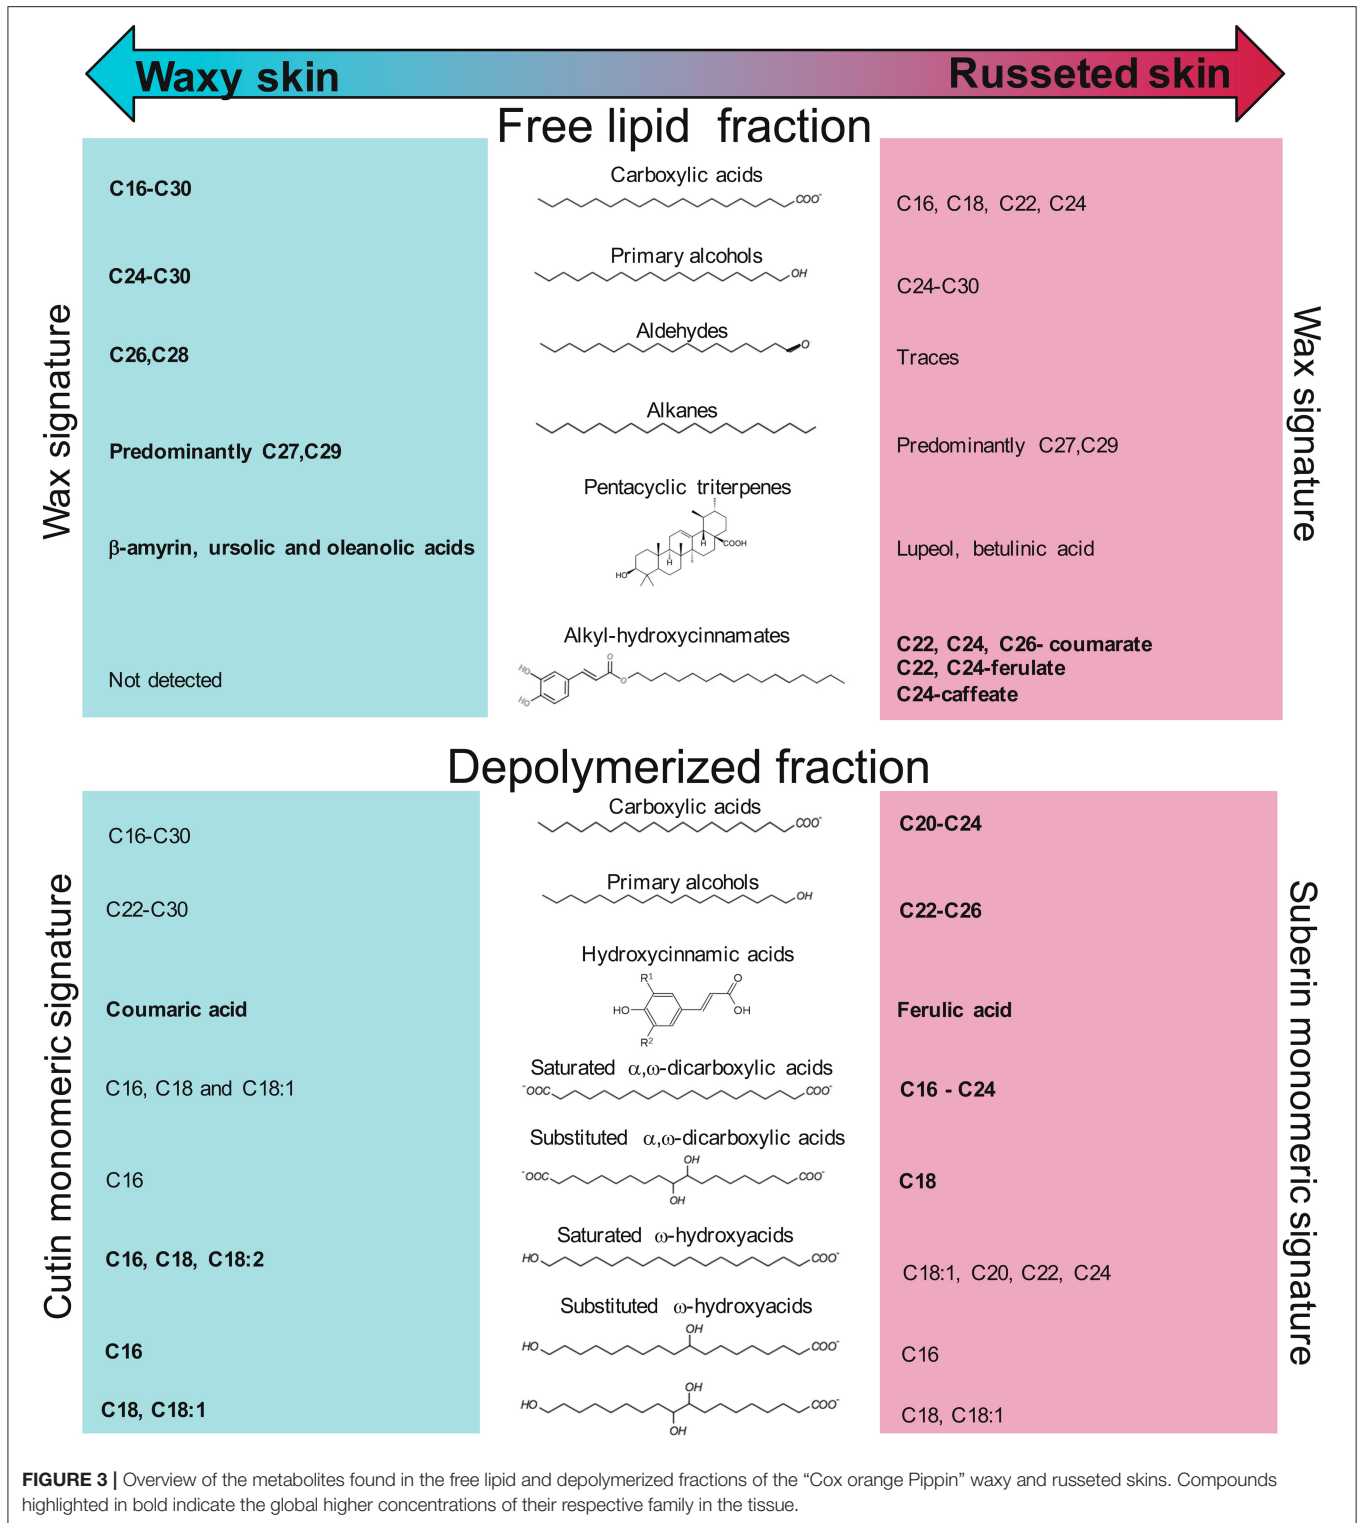 Waxy skin
Russeted skin
Free lipid fraction
Wax signature
C16-C30
Carboxylic acids
COO-
C16, C18, C22, C24
C24-C30
Primary alcohols
OH
C24-C30
C26,C28
Aldehydes
O
Traces
Predominantly C27,C29
Alkanes
Predominantly C27,C29
β-amyrin, ursolic and oleanolic acids
Pentacyclic triterpenes
H
COOH
H
HO
Lupeol, betulinic acid
Not detected
Alkyl-hydroxycinnamates
O
HO
O
HO
C22, C24, C26- coumarate
C22, C24-ferulate
C24-caffeate
Wax signature
Depolymerized fraction
Cutin monomeric signature
C16-C30
Carboxylic acids
COO-
C20-C24
C22-C30
Primary alcohols
OH
C22-C26
Coumaric acid
Hydroxycinnamic acids
R1
O
HO
OH
R2
Ferulic acid
C16, C18 and C18:1
Saturated α,ω-dicarboxylic acids
-OOC
COO-
C16 - C24
C16
Substituted α,ω-dicarboxylic acids
OH
-OOC
COO-
OH
C18
C16, C18, C18:2
Saturated ω-hydroxyacids
HO
COO-
C18:1, C20, C22, C24
C16
Substituted ω-hydroxyacids
OH
HO
COO-
C16
C18, C18:1
OH
HO
COO-
OH
C18, C18:1
Suberin monomeric signature
FIGURE 3 | Overview of the metabolites found in the free lipid and depolymerized fractions of the “Cox orange Pippin” waxy and russeted skins. Compounds
highlighted in bold indicate the global higher concentrations of their respective family in the tissue.